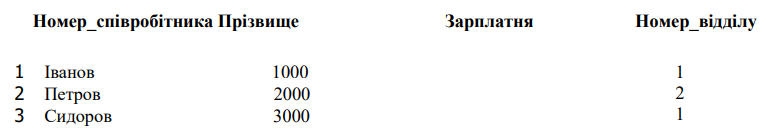 Номер_співробітника Прізвище Зарплатня Номер_відділу
1 Іванов 1000 1
2 Петров 2000 2
3 Сидоров 3000 1